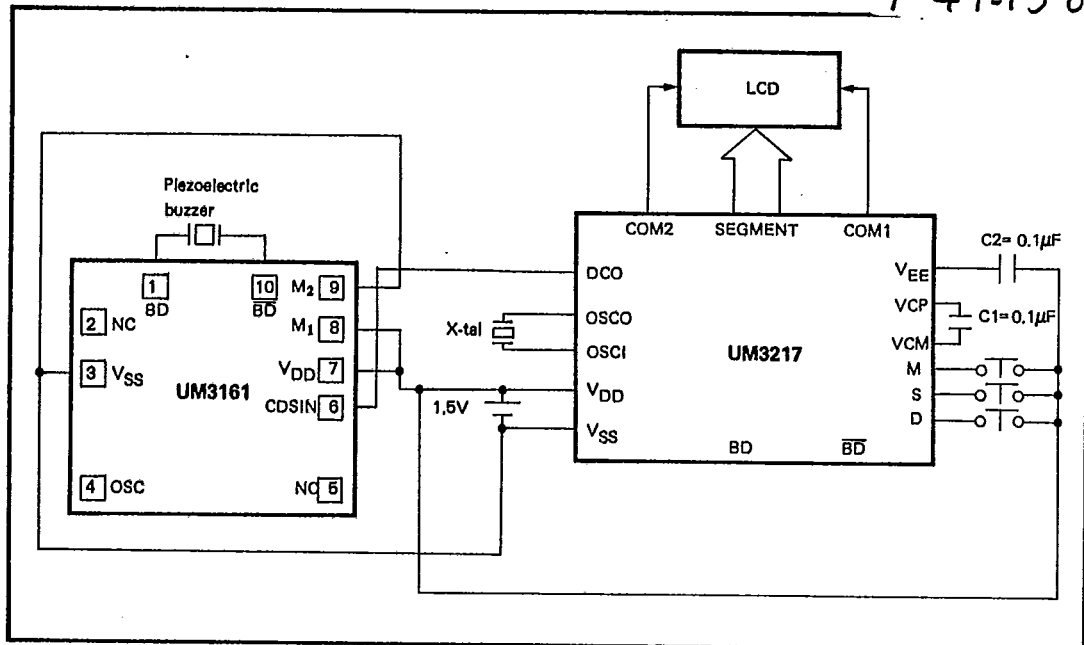 LCD
Piezoelectric
buzzer
COM2 SEGMENT COM1
C2= 0.1μF
1 10 M2 9
BD B̅D̅
DCO VEE
2 NC M1 8
OSCO VCP
X-tal C1=0.1μF
OSCI UM3217 VCM
3 VSS VDD 7
UM3161 CDSIN 6
M
1.5V VDD S
VSS D
BD B̅D̅
4 OSC NC 5